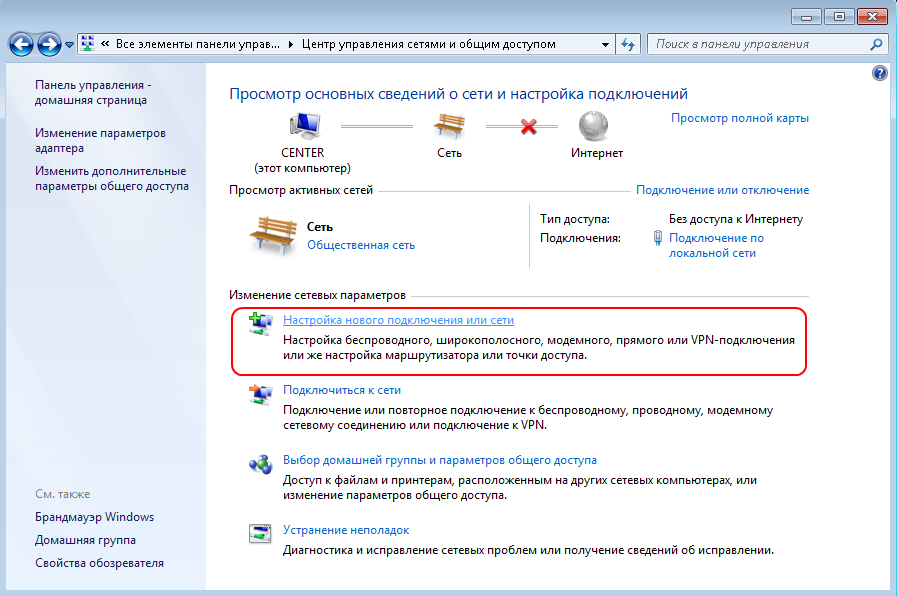 « Все элементы панели управ... ▸ Центр управления сетями и общим доступом
Поиск в панели управления
Панель управления -
домашняя страница
Изменение параметров
адаптера
Изменить дополнительные
параметры общего доступа
См. также
Брандмауэр Windows
Домашняя группа
Свойства обозревателя
Просмотр основных сведений о сети и настройка подключений
CENTER
(этот компьютер)
Сеть
Интернет
Просмотр полной карты
Просмотр активных сетей
Подключение или отключение
Сеть
Общественная сеть
Тип доступа:
Без доступа к Интернету
Подключения:
Подключение по
локальной сети
Изменение сетевых параметров
Настройка нового подключения или сети
Настройка беспроводного, широкополосного, модемного, прямого или VPN-подключения
или же настройка маршрутизатора или точки доступа.
Подключиться к сети
Подключение или повторное подключение к беспроводному, проводному, модемному
сетевому соединению или подключение к VPN.
Выбор домашней группы и параметров общего доступа
Доступ к файлам и принтерам, расположенным на других сетевых компьютерах, или
изменение параметров общего доступа.
Устранение неполадок
Диагностика и исправление сетевых проблем или получение сведений об исправлении.